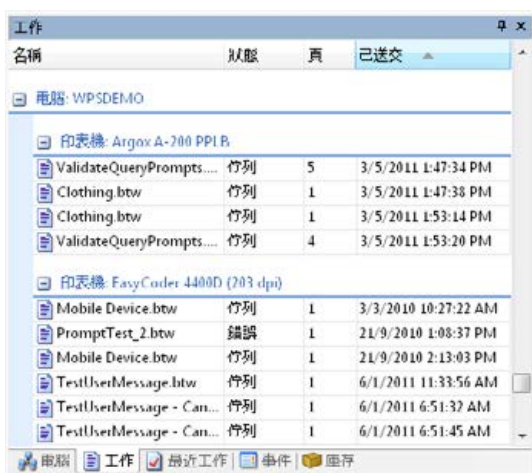 工作
名稱 狀態 頁 已送交
電腦: WPSDEMO
印表機: Argox A-200 PPLB
ValidateQueryPrompts.... 佇列 5 3/5/2011 1:47:34 PM
Clothing.btw 佇列 1 3/5/2011 1:47:38 PM
Clothing.btw 佇列 1 3/5/2011 1:53:14 PM
ValidateQueryPrompts.... 佇列 4 3/5/2011 1:53:20 PM
印表機: EasyCoder 4400D (203 dpi)
Mobile Device.btw 佇列 1 3/3/2010 10:27:22 AM
PromptTest_2.btw 錯誤 1 21/9/2010 1:08:37 PM
Mobile Device.btw 佇列 1 21/9/2010 2:13:03 PM
TestUserMessage.btw 佇列 1 6/1/2011 11:33:56 AM
TestUserMessage - Can... 佇列 1 6/1/2011 6:51:32 AM
TestUserMessage - Can... 佇列 1 6/1/2011 6:51:45 AM
電腦 工作 最近工作 事件 庫存